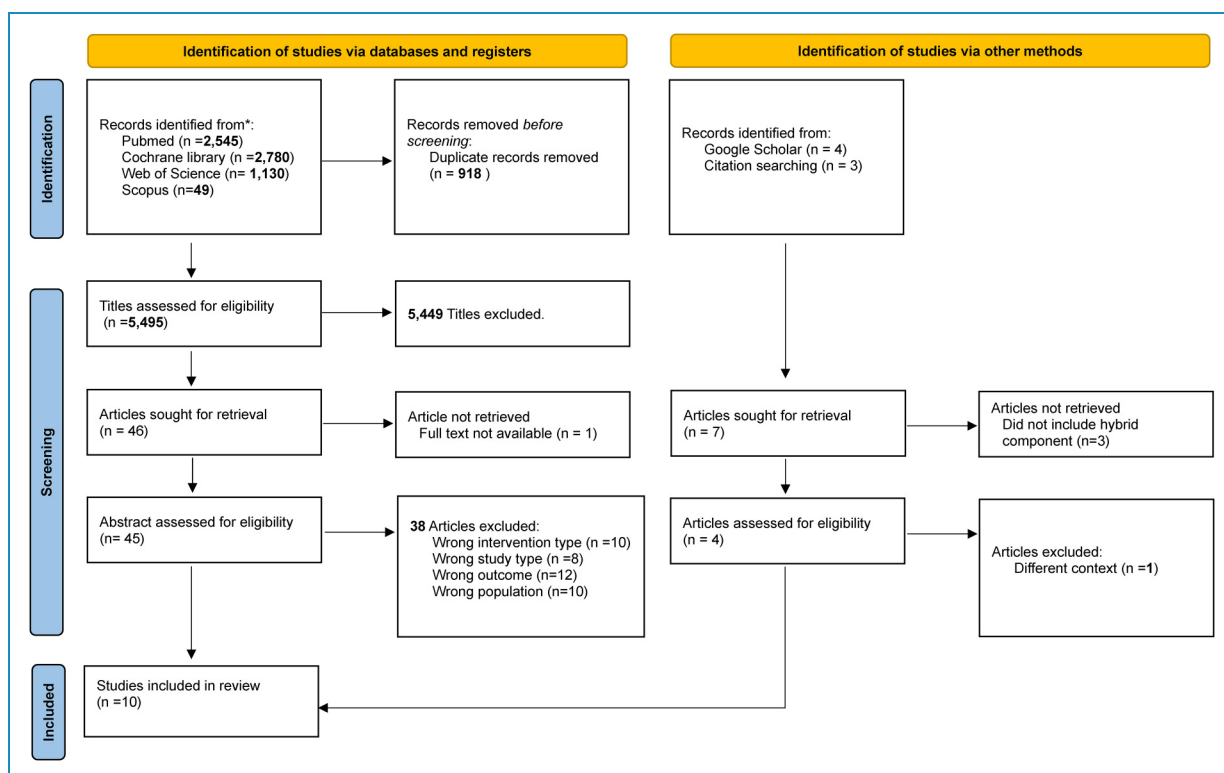 Identification of studies via databases and registers
Identification of studies via other methods
Identification
Records identified from*:
Pubmed (n =2,545)
Cochrane library (n =2,780)
Web of Science (n= 1,130)
Scopus (n=49)
Records removed before
screening:
Duplicate records removed
(n = 918 )
Records identified from:
Google Scholar (n = 4)
Citation searching (n = 3)
Screening
Titles assessed for eligibility
(n =5,495)
5,449 Titles excluded.
Articles sought for retrieval
(n = 46)
Article not retrieved
Full text not available (n = 1)
Articles sought for retrieval
(n = 7)
Articles not retrieved
Did not include hybrid
component (n=3)
Abstract assessed for eligibility
(n= 45)
38 Articles excluded:
Wrong intervention type (n =10)
Wrong study type (n =8)
Wrong outcome (n=12)
Wrong population (n=10)
Articles assessed for eligibility
(n = 4)
Articles excluded:
Different context (n =1)
Included
Studies included in review
(n =10)